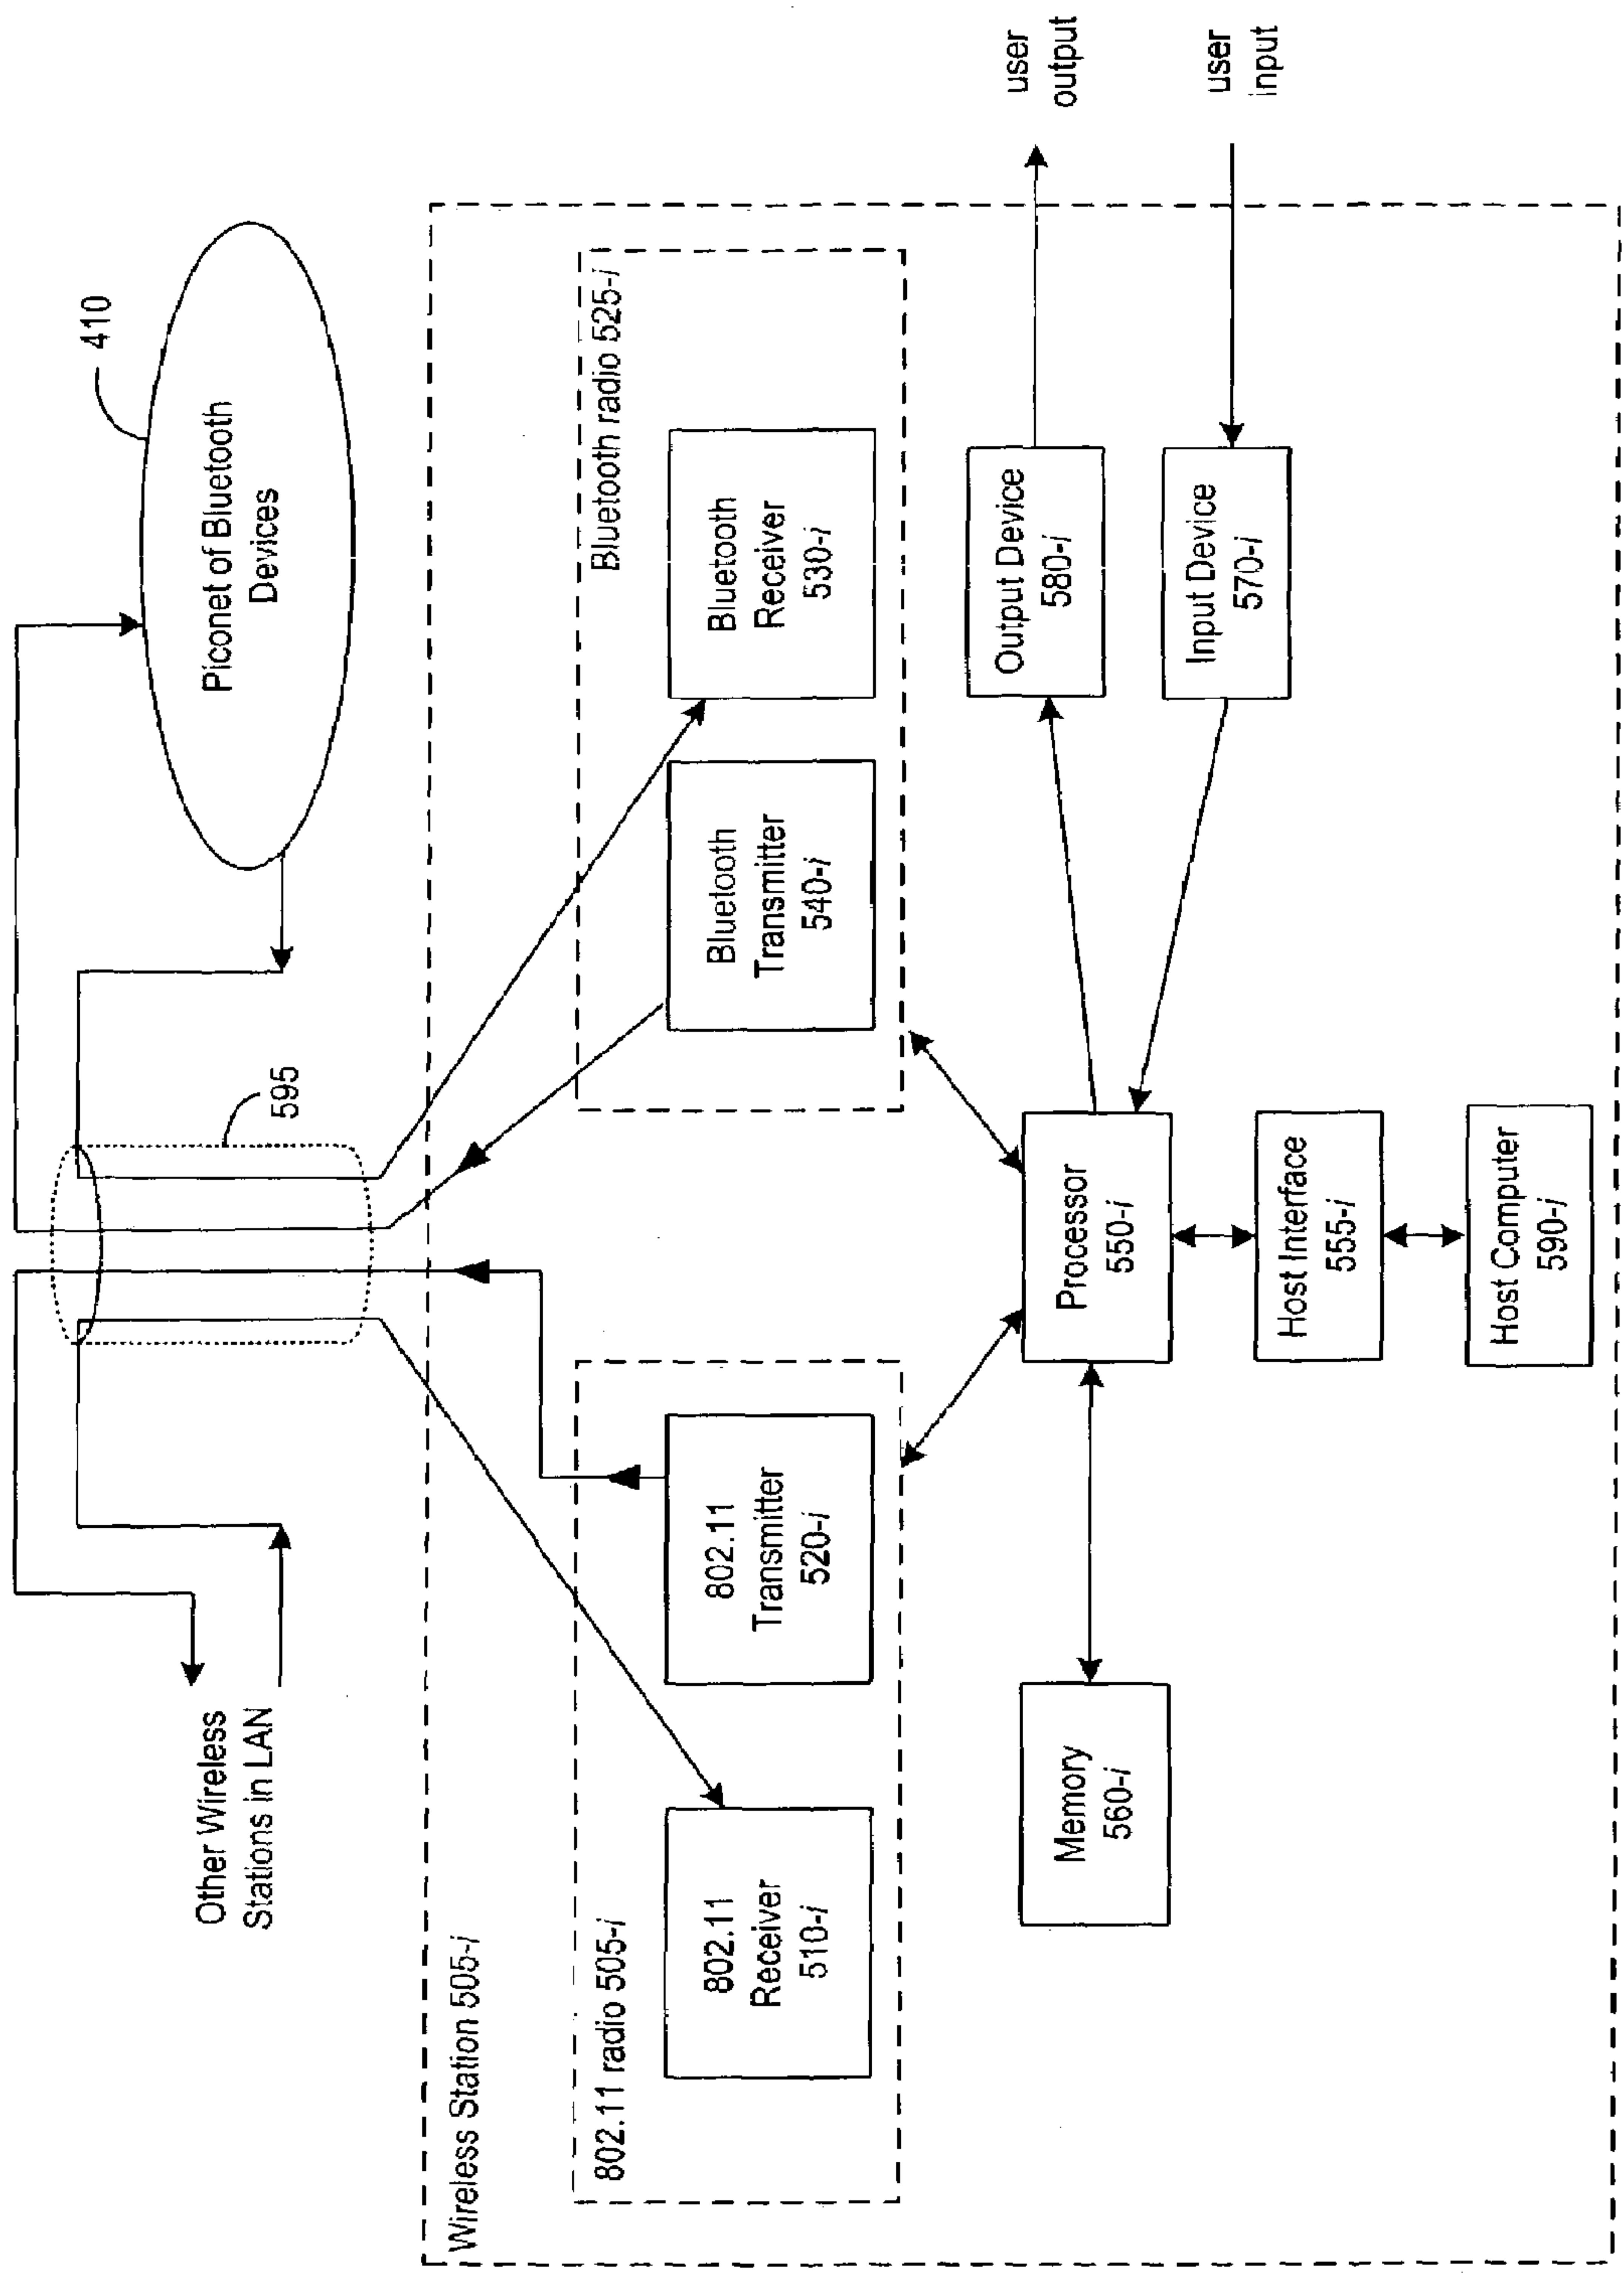 Other Wireless
Stations in LAN
595
410
Piconet of Bluetooth
Devices
Wireless Station 505-i
802.11 radio 505-i
802.11
Receiver
510-i
802.11
Transmitter
520-i
Bluetooth radio 525-i
Bluetooth
Transmitter
540-i
Bluetooth
Receiver
530-i
Memory
560-i
Processor
550-i
Output Device
580-i
user
output
Input Device
570-i
user
input
Host Interface
555-i
Host Computer
590-i